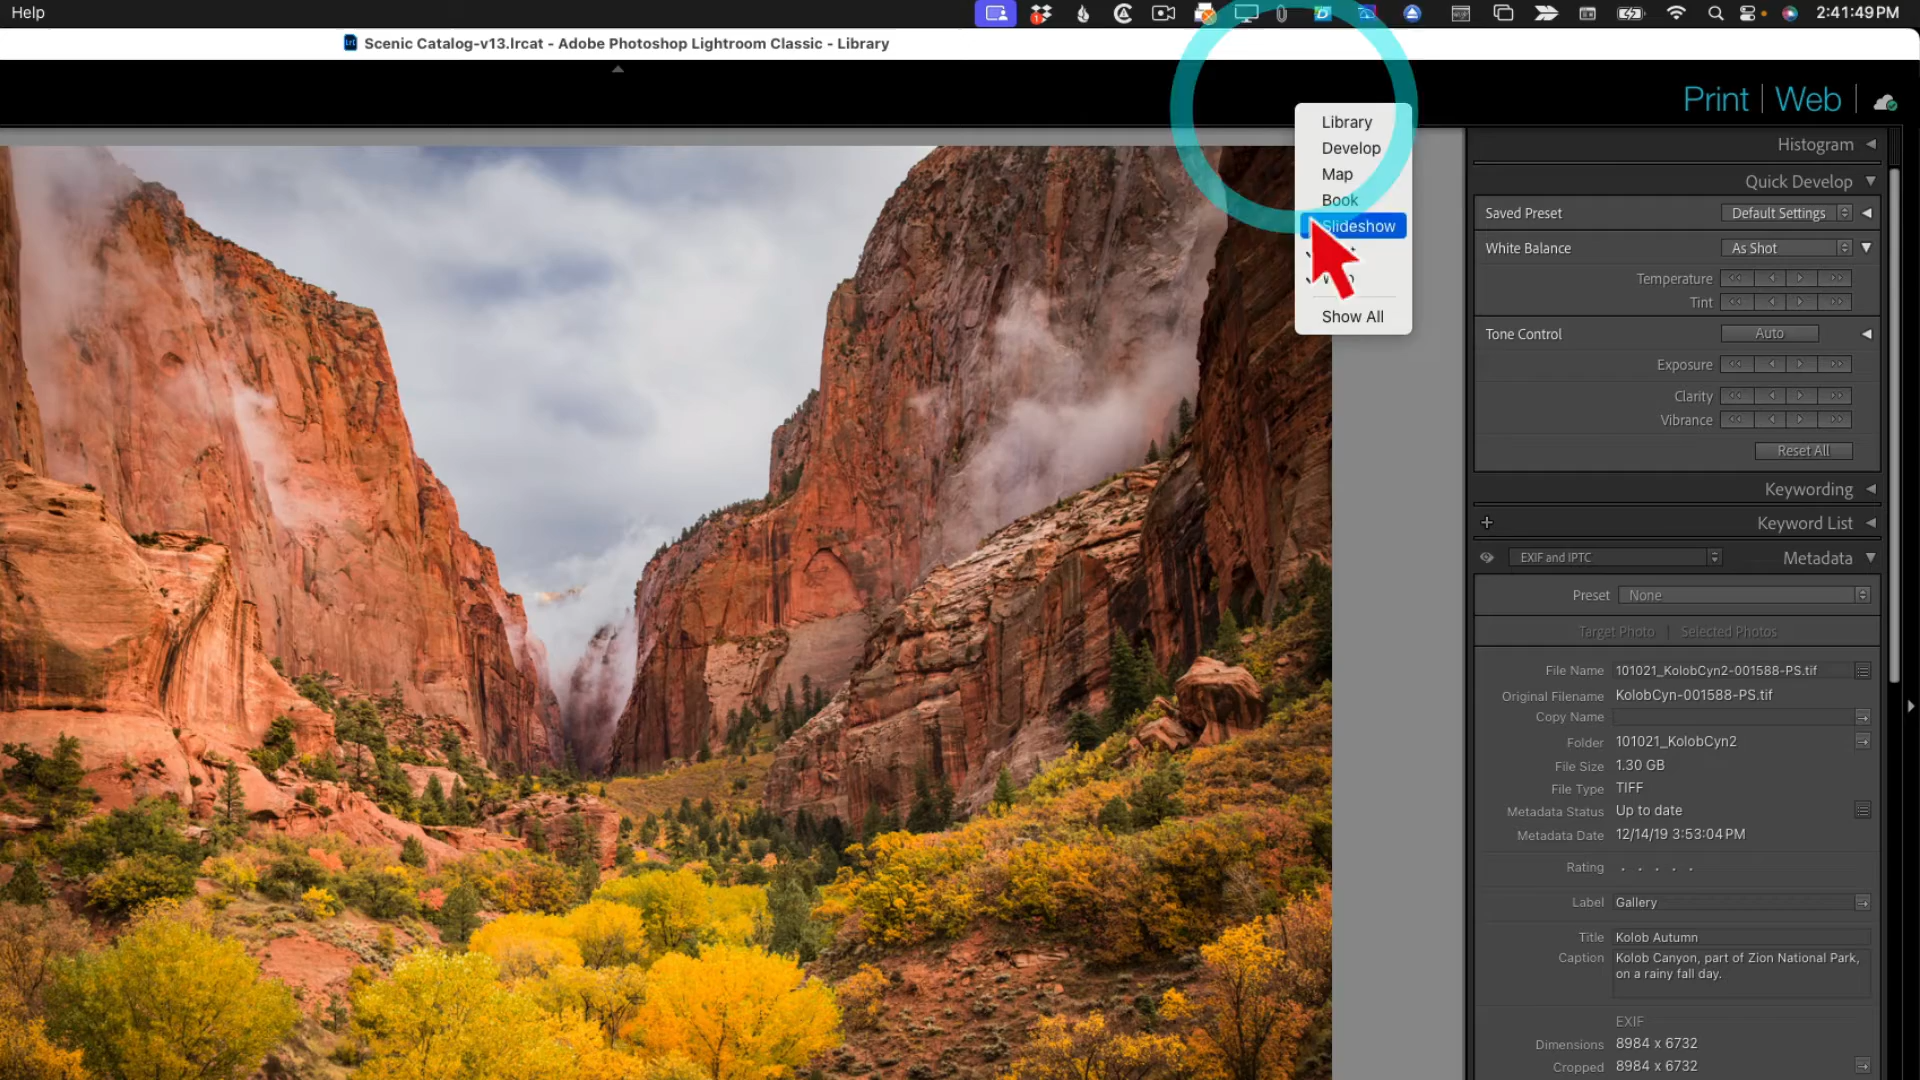 Help
2:41:49 PM
Scenic Catalog-v13.lrcat - Adobe Photoshop Lightroom Classic - Library
Print | Web
Library
Develop
Map
Book
Slideshow
Show All
Histogram
Quick Develop
Saved Preset Default Settings
White Balance As Shot
Temperature
Tint
Tone Control Auto
Exposure
Clarity
Vibrance
Reset All
Keywording
+ Keyword List
EXIF and IPTC Metadata
Preset None
Target Photo | Selected Photos
File Name 101021_KolobCyn2-001588-PS.tif
Original Filename KolobCyn-001588-PS.tif
Copy Name
Folder 101021_KolobCyn2
File Size 1.30 GB
File Type TIFF
Metadata Status Up to date
Metadata Date 12/14/19 3:53:04 PM
Rating . . . . .
Label Gallery
Title Kolob Autumn
Caption Kolob Canyon, part of Zion National Park,
on a rainy fall day.
EXIF
Dimensions 8984 x 6732
Cropped 8984 x 6732